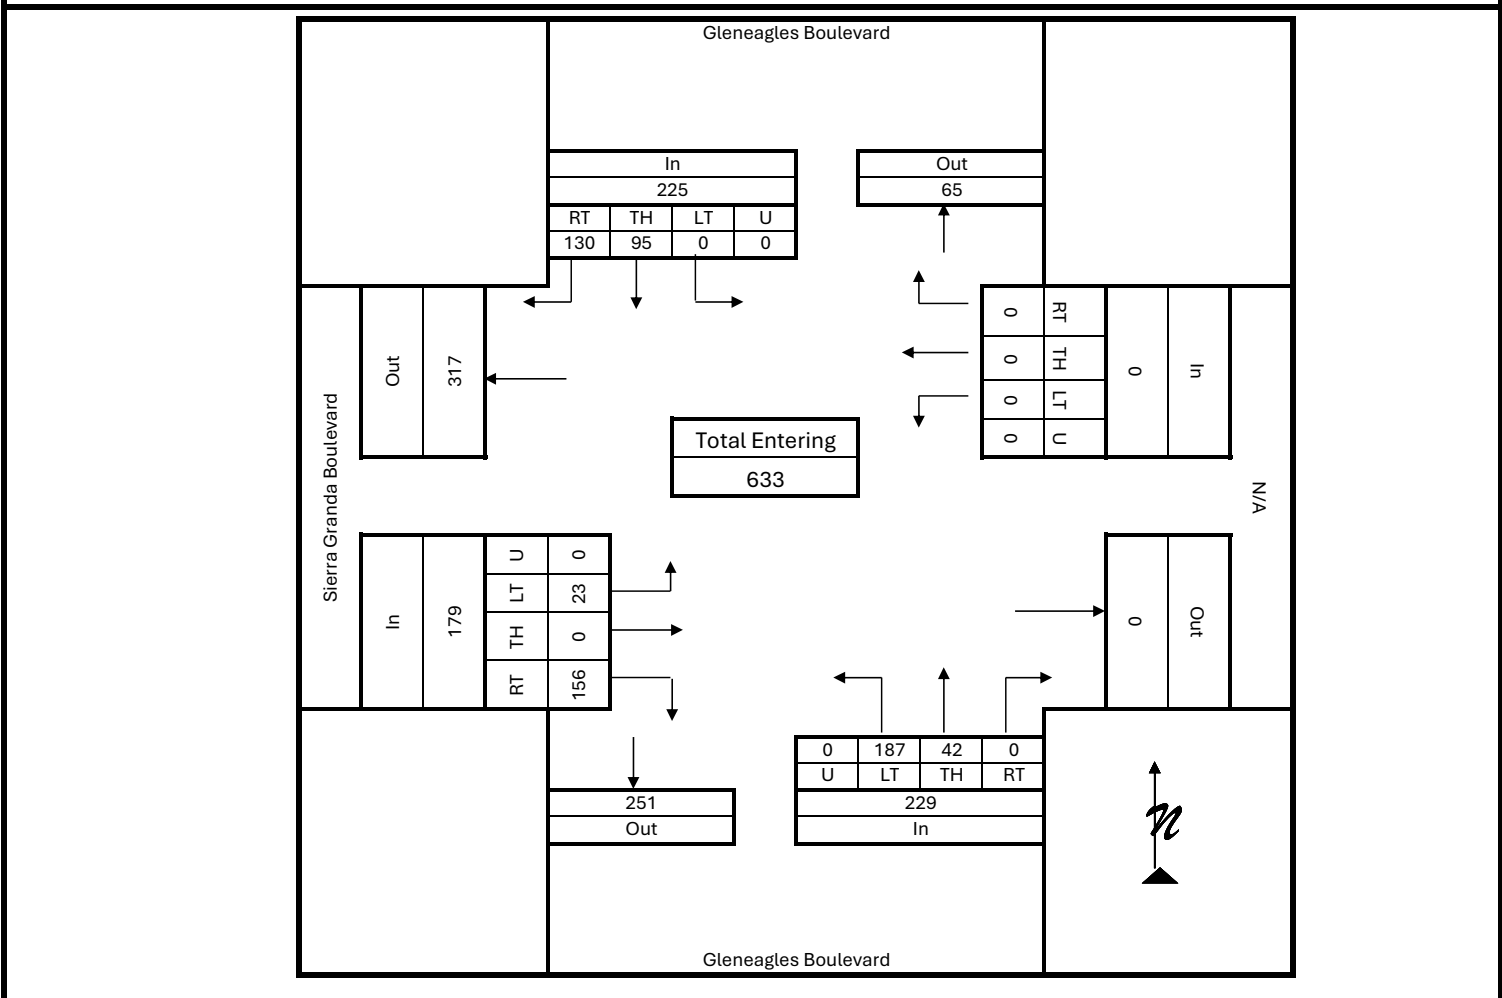 Gleneagles Boulevard
In
225
RT TH LT U
130 95 0 0
Out
65
Out
317
0 RT
0 TH
0 LT
0 U
0
In
Sierra Granda Boulevard
Total Entering
633
N/A
In
179
U 0
LT 23
TH 0
RT 156
0
Out
0 187 42 0
U LT TH RT
229
In
251
Out
N
Gleneagles Boulevard